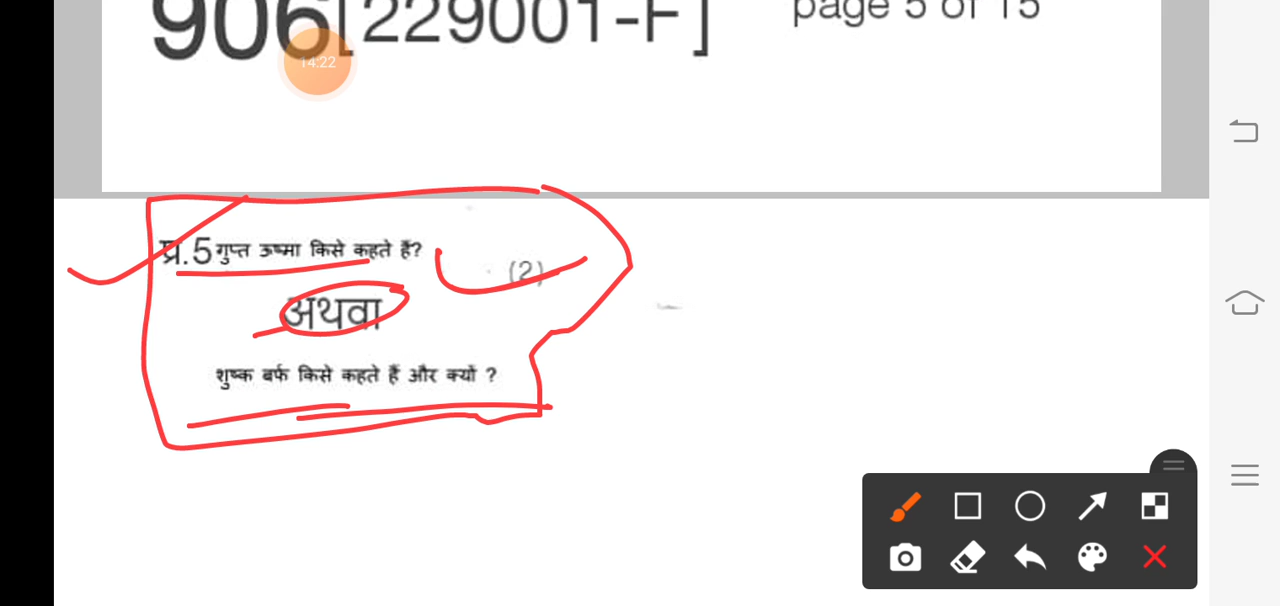 906[229001-F] page 5 of 15
14:22
प्र.5 गुप्त ऊष्मा किसे कहते हैं?
(2)
अथवा
शुष्क बर्फ किसे कहते हैं और क्यों ?